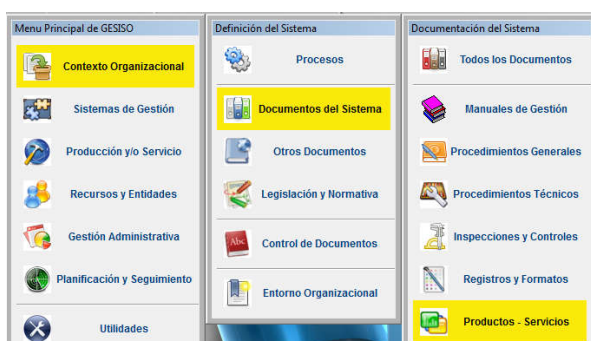 Menu Principal de GESISO
Contexto Organizacional
Sistemas de Gestión
Producción y/o Servicio
Recursos y Entidades
Gestión Administrativa
Planificación y Seguimiento
Utilidades
Definición del Sistema
Procesos
Documentos del Sistema
Otros Documentos
Legislación y Normativa
Abc
Control de Documentos
Entorno Organizacional
Documentación del Sistema
Todos los Documentos
Manuales de Gestión
Procedimientos Generales
Procedimientos Técnicos
Inspecciones y Controles
Registros y Formatos
Productos - Servicios